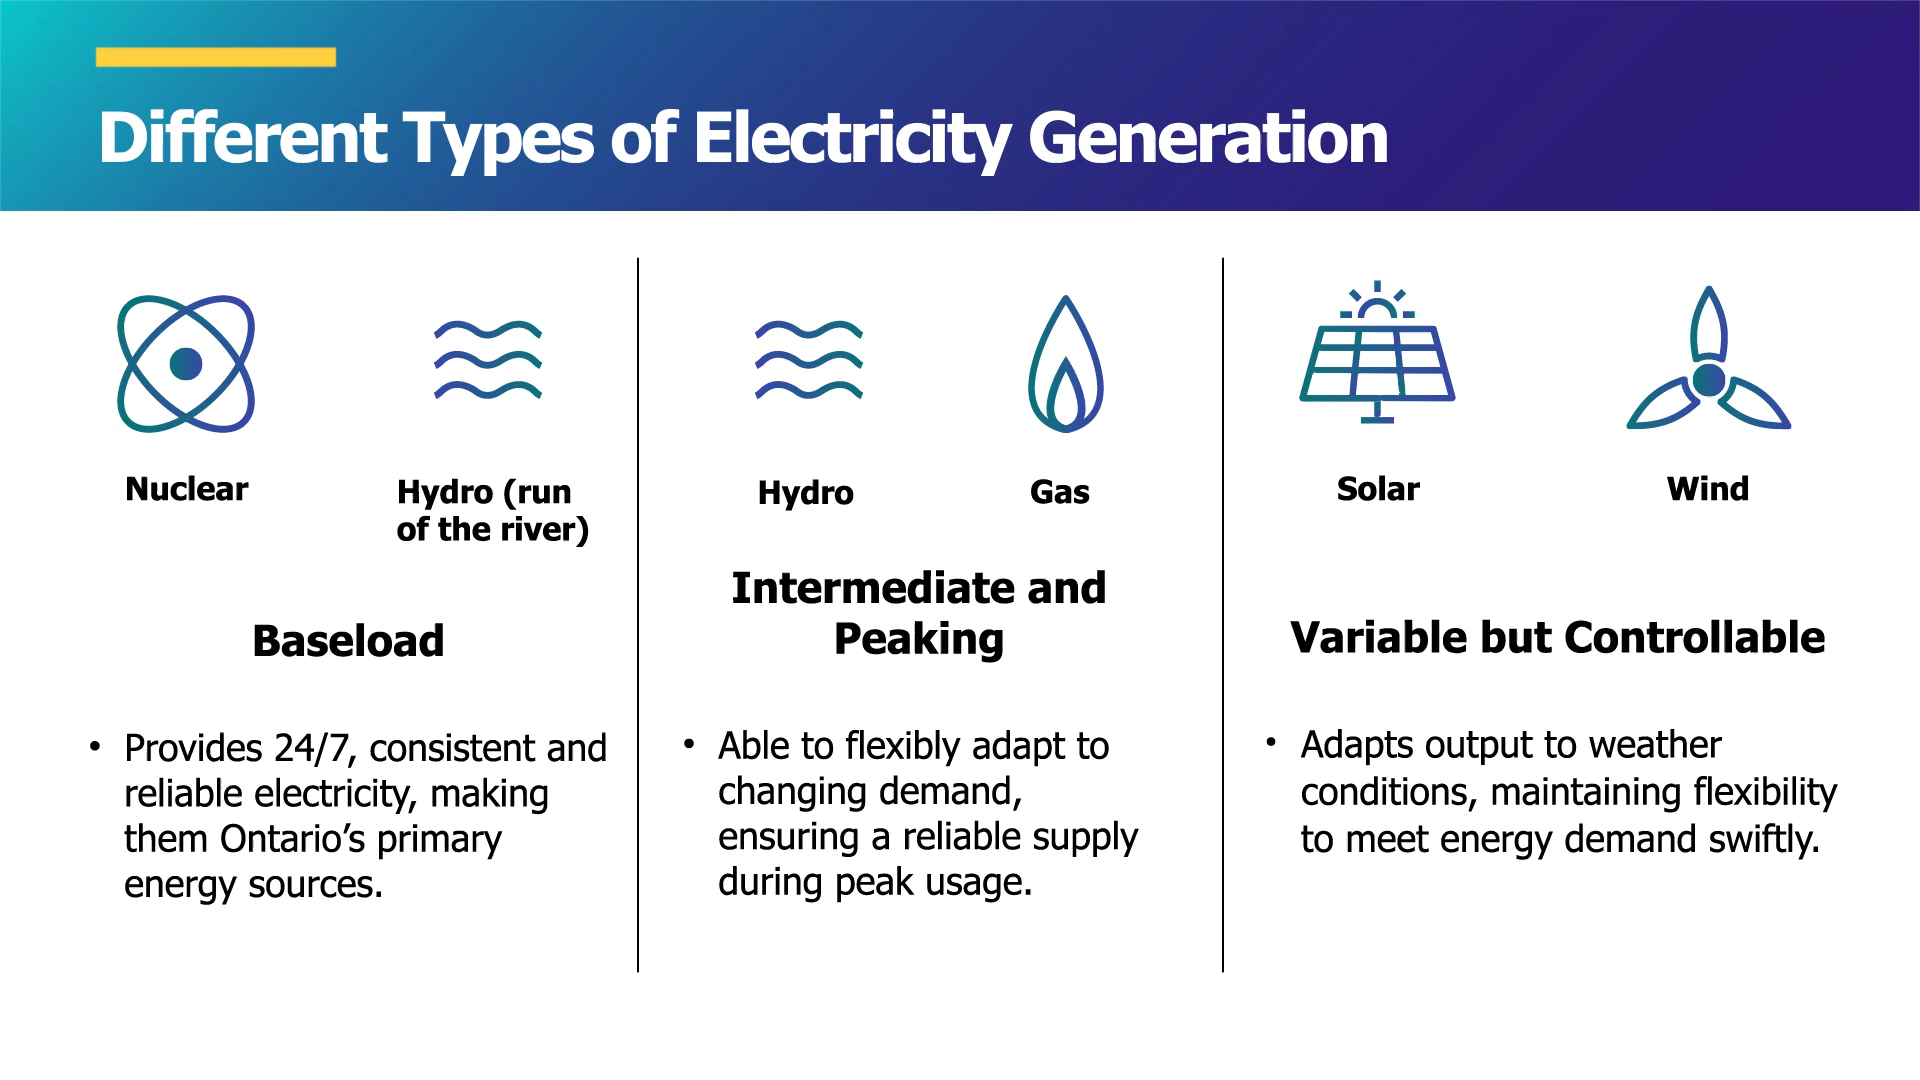 Different Types of Electricity Generation
Nuclear
Hydro (run
of the river)
Baseload
• Provides 24/7, consistent and
reliable electricity, making
them Ontario’s primary
energy sources.
Hydro
Gas
Intermediate and
Peaking
• Able to flexibly adapt to
changing demand,
ensuring a reliable supply
during peak usage.
Solar
Wind
Variable but Controllable
• Adapts output to weather
conditions, maintaining flexibility
to meet energy demand swiftly.